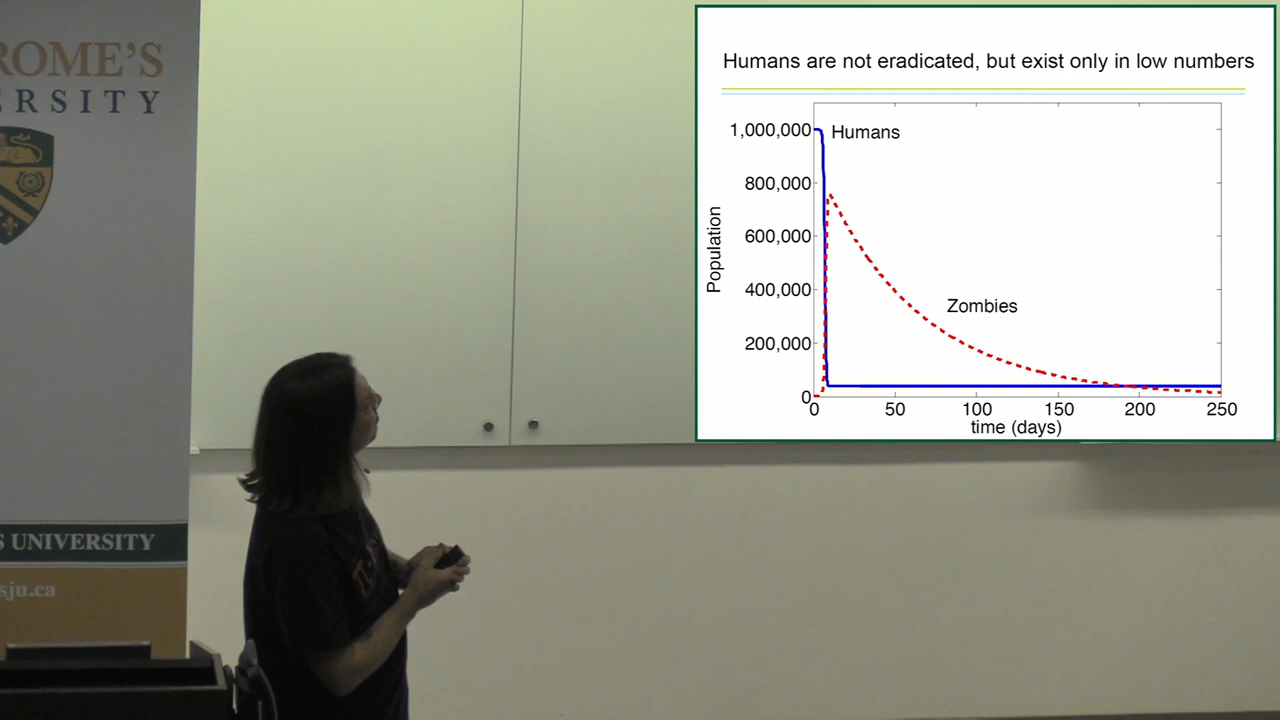 ROME'S
ERSITY
S UNIVERSITY
sju.ca
Humans are not eradicated, but exist only in low numbers
1,000,000
800,000
600,000
400,000
200,000
0
Population
Humans
Zombies
0 50 100 150 200 250
time (days)